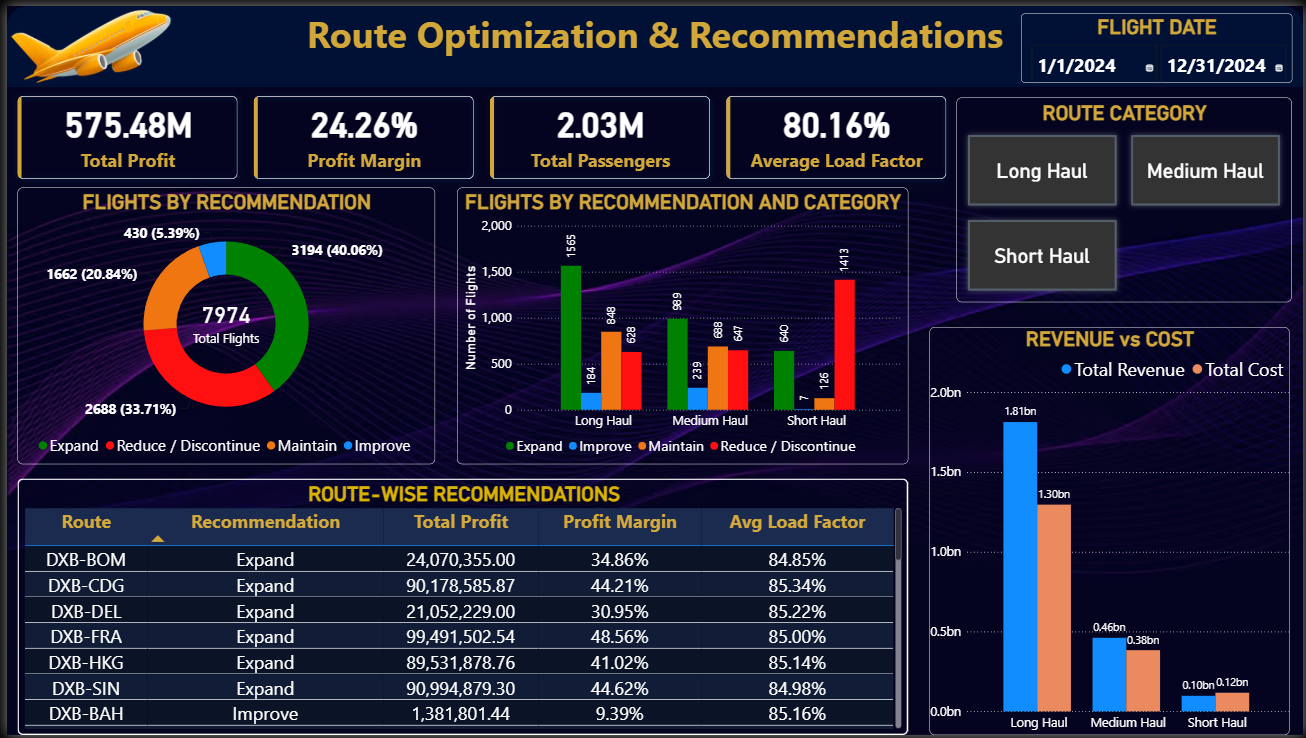 Route Optimization & Recommendations
FLIGHT DATE
1/1/2024 12/31/2024
575.48M
Total Profit
24.26%
Profit Margin
2.03M
Total Passengers
80.16%
Average Load Factor
ROUTE CATEGORY
Long Haul Medium Haul
Short Haul
FLIGHTS BY RECOMMENDATION
430 (5.39%)
3194 (40.06%)
1662 (20.84%)
7974
Total Flights
2688 (33.71%)
Expand Reduce / Discontinue Maintain Improve
FLIGHTS BY RECOMMENDATION AND CATEGORY
Number of Flights
2,000
1,500
1,000
500
0
1565 184 848 628
989 239 688 647
640 7 126 1413
Long Haul Medium Haul Short Haul
Expand Improve Maintain Reduce / Discontinue
REVENUE vs COST
Total Revenue Total Cost
2.0bn
1.5bn
1.0bn
0.5bn
0.0bn
1.81bn 1.30bn
0.46bn 0.38bn
0.10bn 0.12bn
Long Haul Medium Haul Short Haul
ROUTE-WISE RECOMMENDATIONS
Route Recommendation Total Profit Profit Margin Avg Load Factor
DXB-BOM Expand 24,070,355.00 34.86% 84.85%
DXB-CDG Expand 90,178,585.87 44.21% 85.34%
DXB-DEL Expand 21,052,229.00 30.95% 85.22%
DXB-FRA Expand 99,491,502.54 48.56% 85.00%
DXB-HKG Expand 89,531,878.76 41.02% 85.14%
DXB-SIN Expand 90,994,879.30 44.62% 84.98%
DXB-BAH Improve 1,381,801.44 9.39% 85.16%